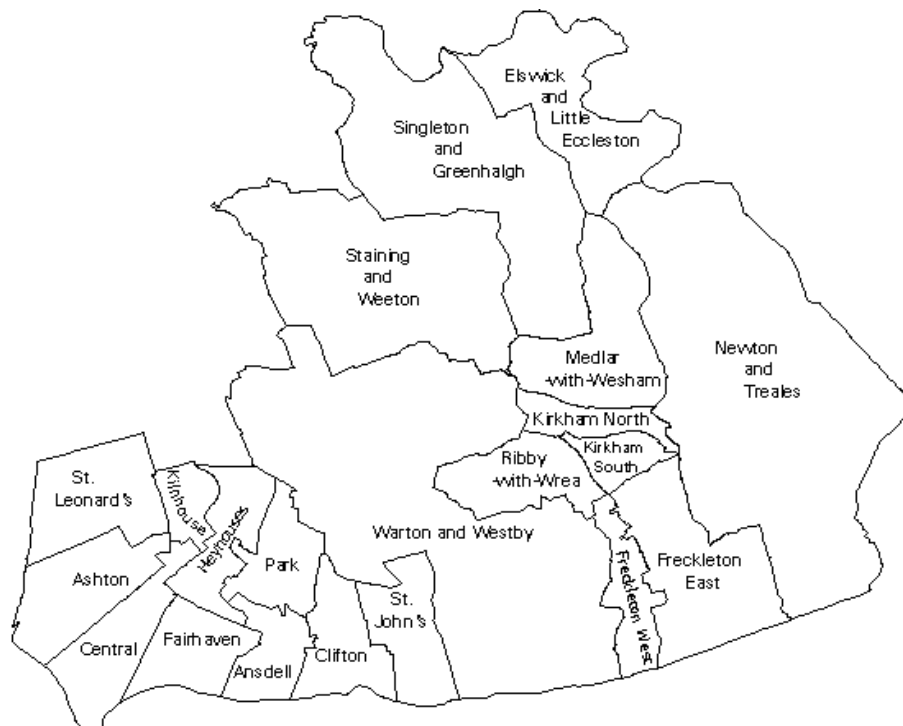 Elswick
and
Little
Eccleston
Singleton
and
Greenhalgh
Staining
and
Weeton
Medlar
-with-Wesham
Newton
and
Treales
Kirkham North
Kirkham
South
Ribby
-with-Wrea
Warton and Westby
St.
Leonard's
Kilnhouse
Heyhouses
Park
Ashton
Central
Fairhaven
Ansdell
Clifton
St.
John's
Freckleton West
Freckleton
East